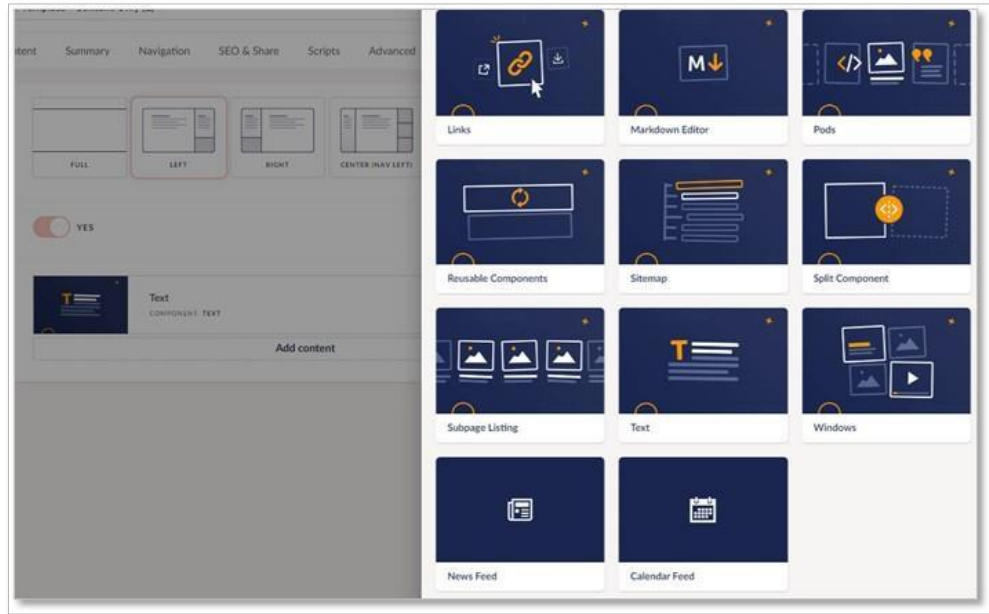 Summary Navigation SEO & Share Scripts Advanced
FULL LEFT RIGHT CENTER (NAV LEFT)
YES
Text
COMPONENT: TEXT
Add content
Links Markdown Editor Pods
M
</>
Reusable Components Sitemap Split Component
T
Subpage Listing Text Windows
News Feed Calendar Feed